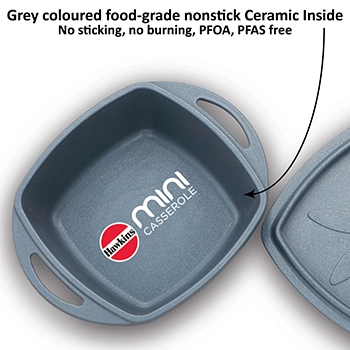 Grey coloured food-grade nonstick Ceramic Inside
No sticking, no burning, PFOA, PFAS free
Hawkins
mini
CASSEROLE